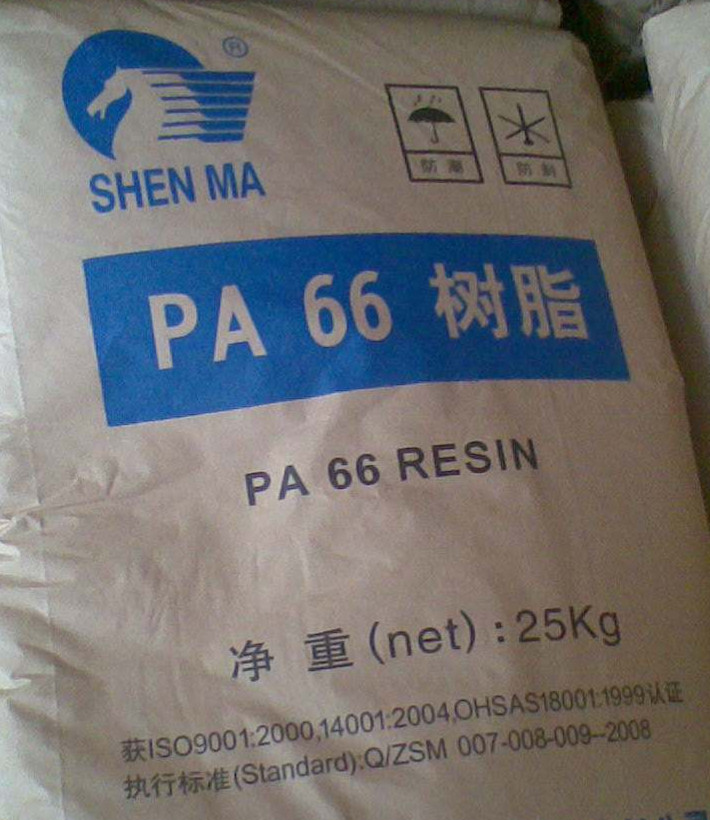 ®
SHEN MA
防潮
防刺
PA 66 树脂
PA 66 RESIN
净 重(net):25Kg
获ISO9001:2000,14001:2004,OHSAS18001:1999认证
执行标准(Standard):Q/ZSM 007-008-009-2008